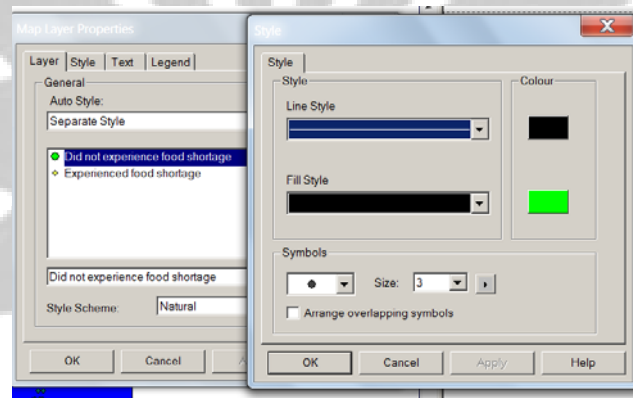 Map Layer Properties
Layer Style Text Legend
General
Auto Style:
Separate Style
Did not experience food shortage
Experienced food shortage
Did not experience food shortage
Style Scheme: Natural
OK Cancel A
Style
Style
Style
Line Style
Fill Style
Colour
Symbols
Size: 3
Arrange overlapping symbols
OK Cancel Apply Help